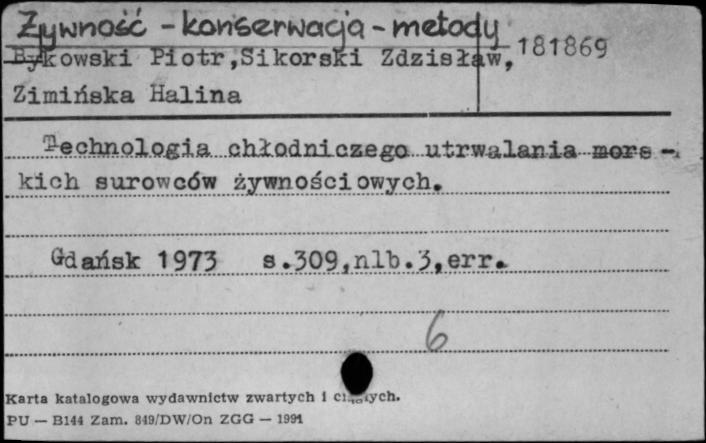 Żywność - konserwacja - metody
Bykowski Piotr,Sikorski Zdzisław, 181869
Zimińska Halina
Technologia chłodniczego utrwalania mors-
kich surowców żywnościowych.
Gdańsk 1973 s.309,nlb.3,err.
6
Karta katalogowa wydawnictw zwartych i ciągłych.
PU — B144 Zam. 849/DW/On ZGG — 1991